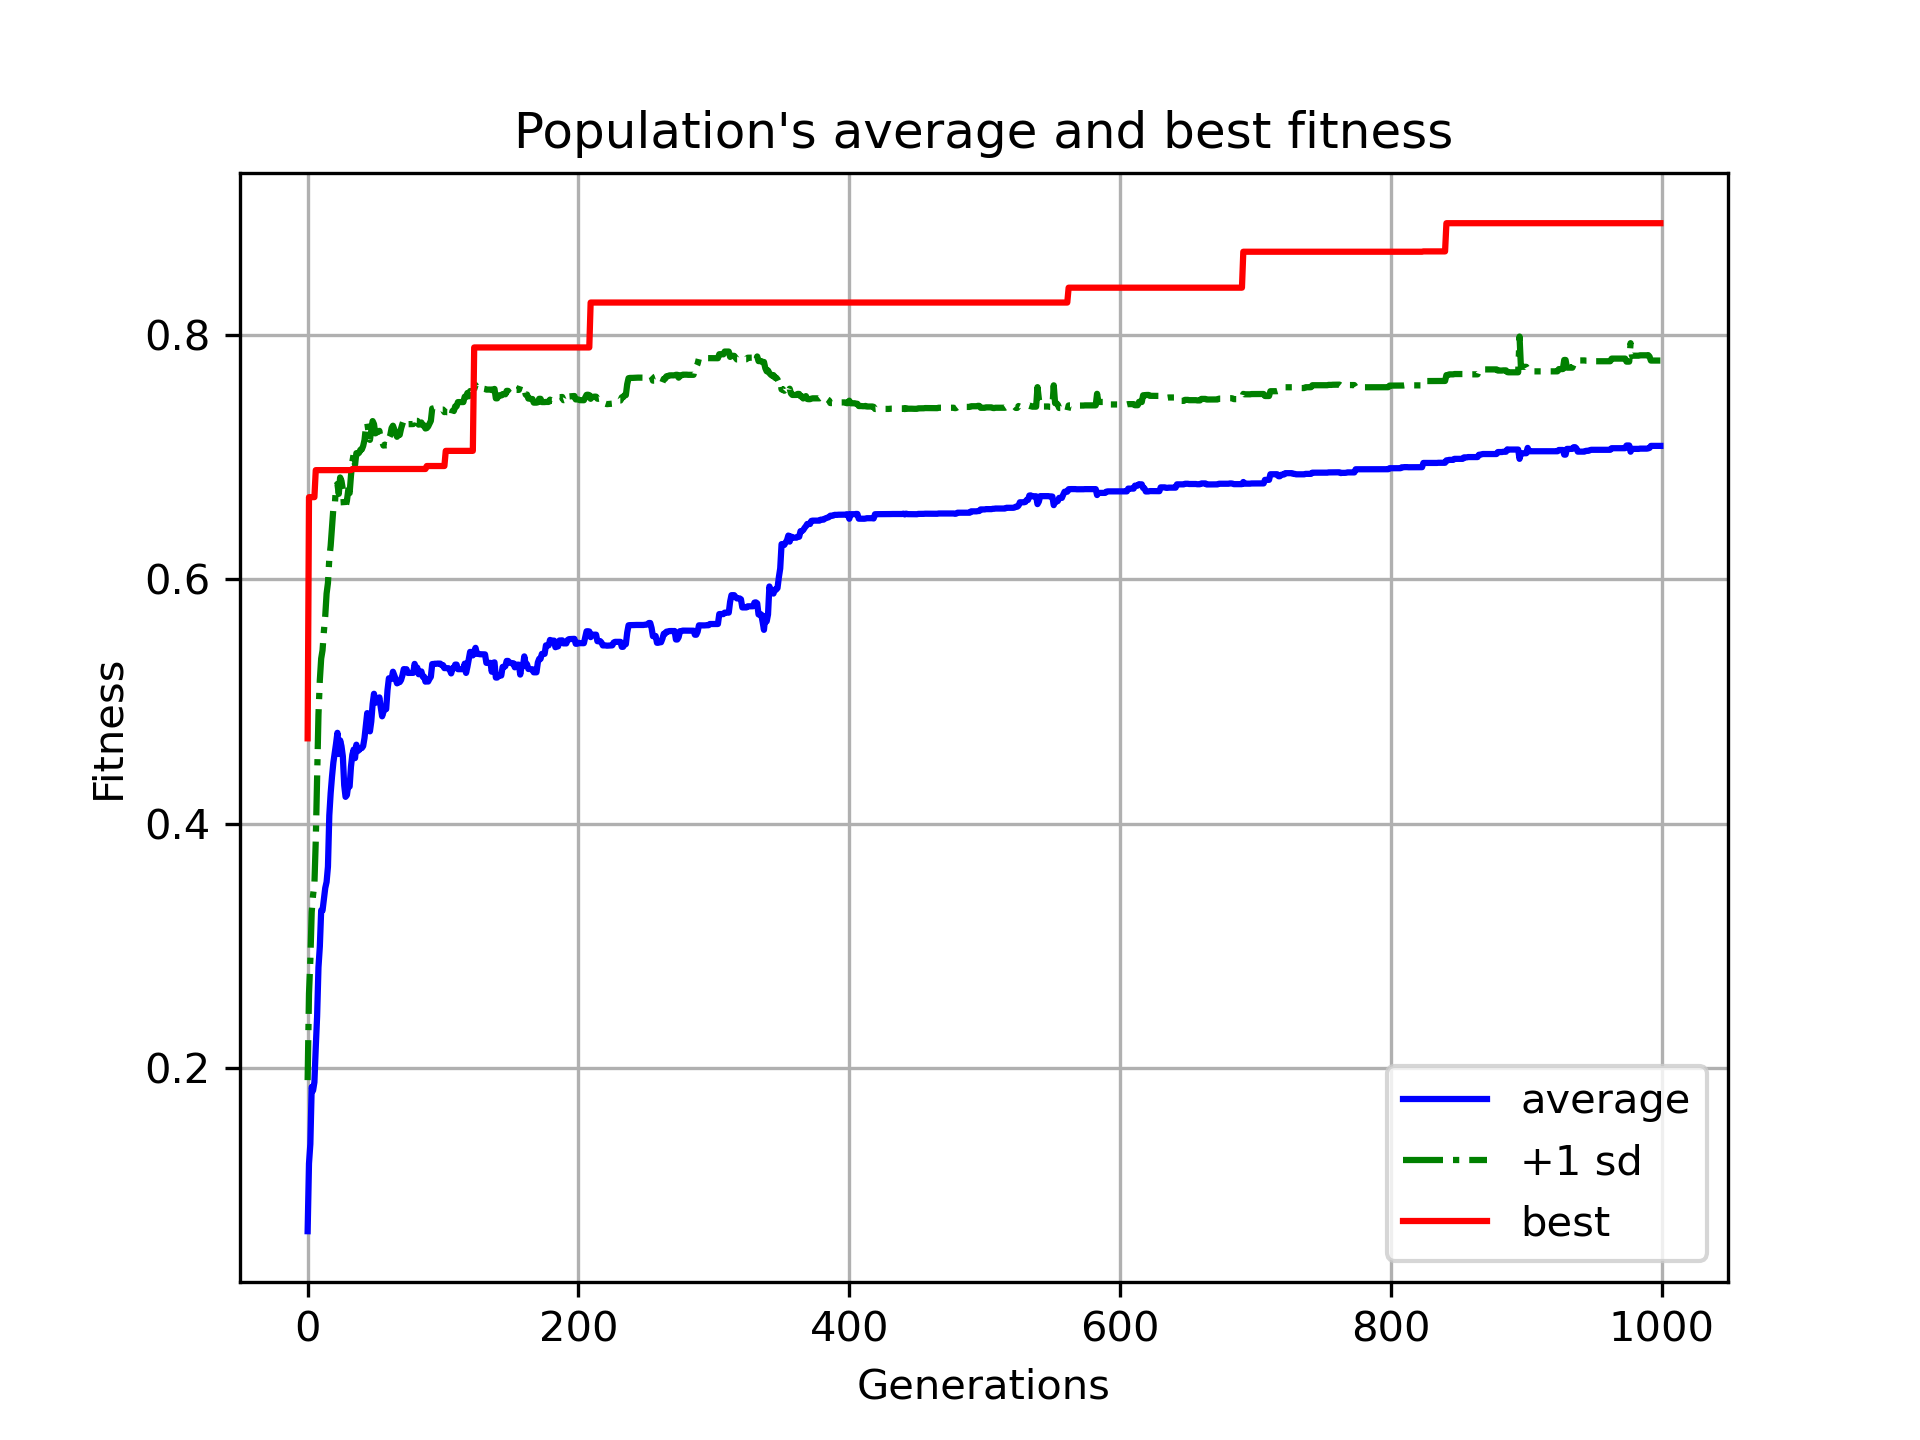 Population's average and best fitness
Fitness
0.8
0.6
0.4
0.2
0 200 400 600 800 1000
Generations
average
+1 sd
best